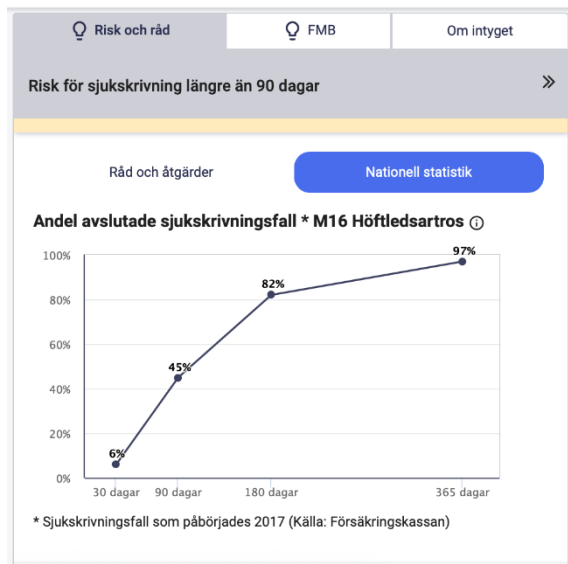 Risk och råd FMB Om intyget
Risk för sjukskrivning längre än 90 dagar
Råd och åtgärder Nationell statistik
Andel avslutade sjukskrivningsfall * M16 Höftledsartros
100%
97%
82%
80%
60%
45%
40%
20%
6%
0%
30 dagar 90 dagar 180 dagar 365 dagar
* Sjukskrivningsfall som påbörjades 2017 (Källa: Försäkringskassan)